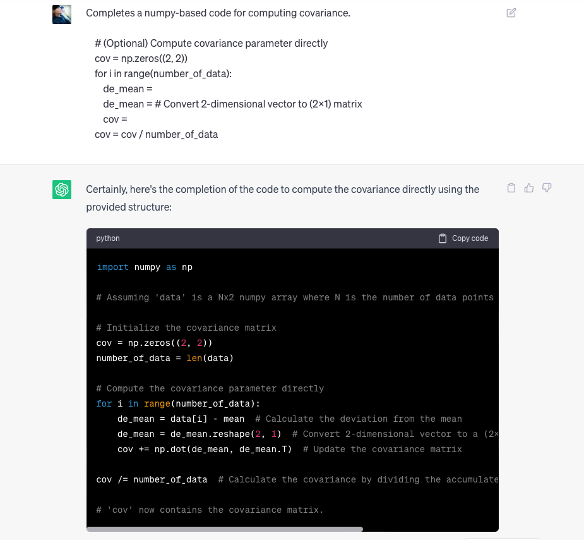 Completes a numpy-based code for computing covariance.
# (Optional) Compute covariance parameter directly
cov = np.zeros((2, 2))
for i in range(number_of_data):
de_mean =
de_mean = # Convert 2-dimensional vector to (2×1) matrix
cov =
cov = cov / number_of_data
Certainly, here's the completion of the code to compute the covariance directly using the
provided structure:
python
Copy code
import numpy as np
# Assuming 'data' is a Nx2 numpy array where N is the number of data points
# Initialize the covariance matrix
cov = np.zeros((2, 2))
number_of_data = len(data)
# Compute the covariance parameter directly
for i in range(number_of_data):
de_mean = data[i] - mean  # Calculate the deviation from the mean
de_mean = de_mean.reshape(2, 1)  # Convert 2-dimensional vector to a (2×
cov += np.dot(de_mean, de_mean.T)  # Update the covariance matrix
cov /= number_of_data  # Calculate the covariance by dividing the accumulate
# 'cov' now contains the covariance matrix.